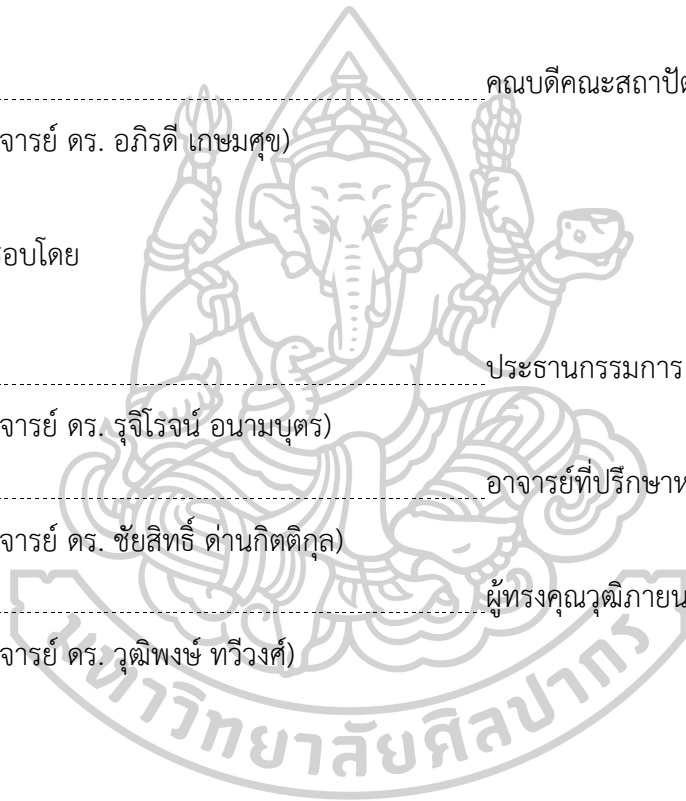 คณบดีคณะสถาปัต
จารย์ ดร. อภิรดี เกษมศุข)
สอบโดย
ประธานกรรมการ
จารย์ ดร. รุจิโรจน์ อนามบุตร)
อาจารย์ที่ปรึกษาห
จารย์ ดร. ชัยสิทธิ์ ด่านกิตติกุล)
ผู้ทรงคุณวุฒิภายน
จารย์ ดร. วุฒิพงษ์ ทวีวงศ์)
มหาวิทยาลัยศิลปากร